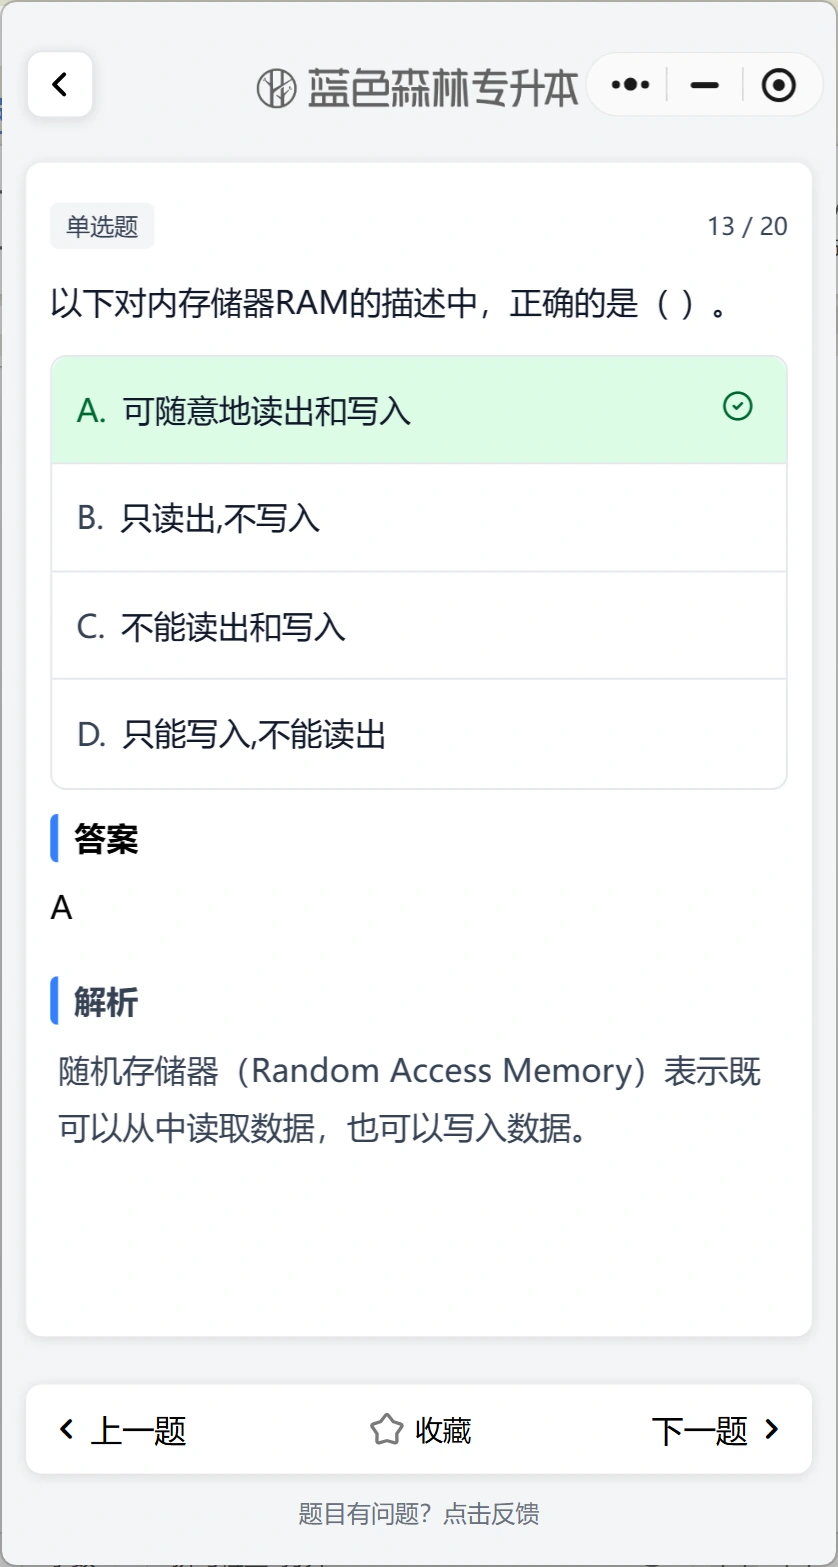 蓝色森林专升本
单选题
13 / 20
以下对内存储器RAM的描述中，正确的是（ ）。
A. 可随意地读出和写入
B. 只读出,不写入
C. 不能读出和写入
D. 只能写入,不能读出
答案
A
解析
随机存储器（Random Access Memory）表示既
可以从中读取数据，也可以写入数据。
上一题
收藏
下一题
题目有问题？点击反馈